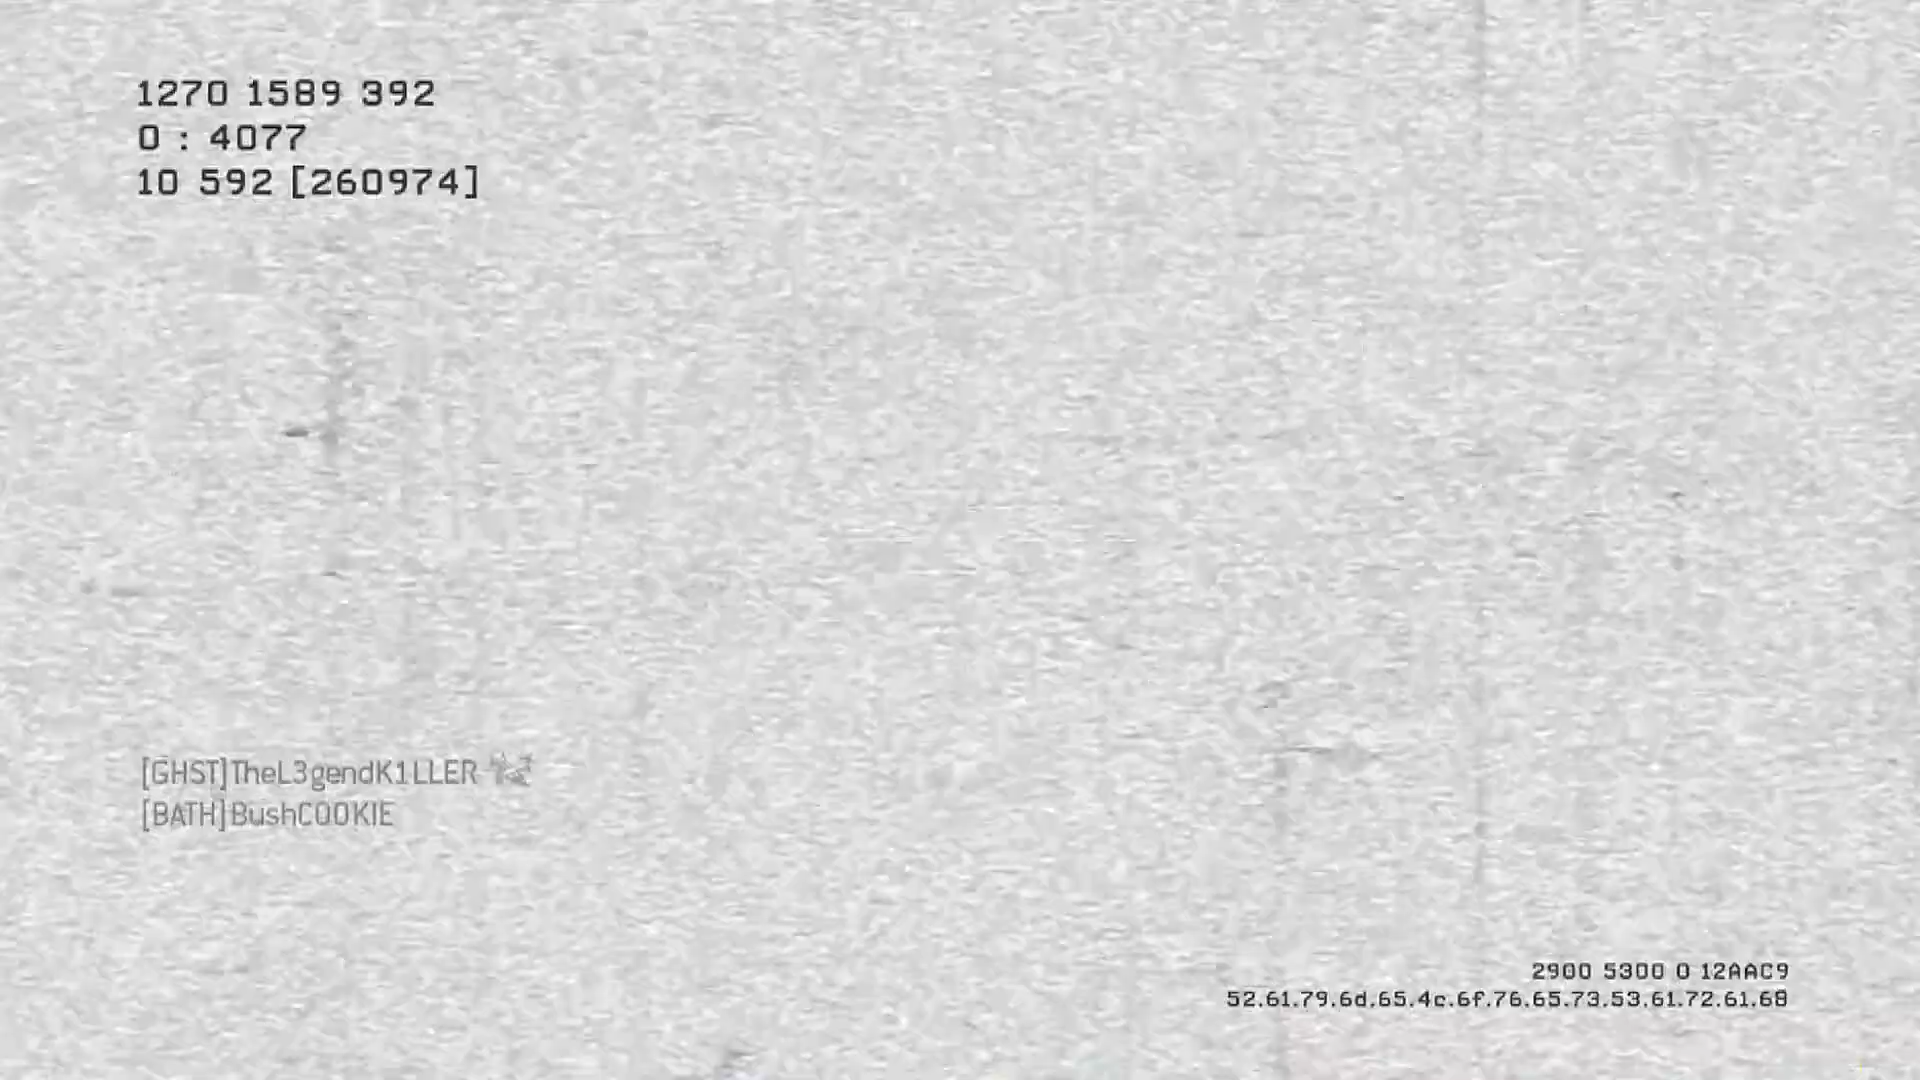 1270 1589 392
0 : 4077
10 592 [260974]
[GHST]TheL3gendK1LLER
[BATH]BushCOOKIE
2900 5300 0 12AAC9
52.61.79.6d.65.4c.6f.76.65.73.53.61.72.61.68